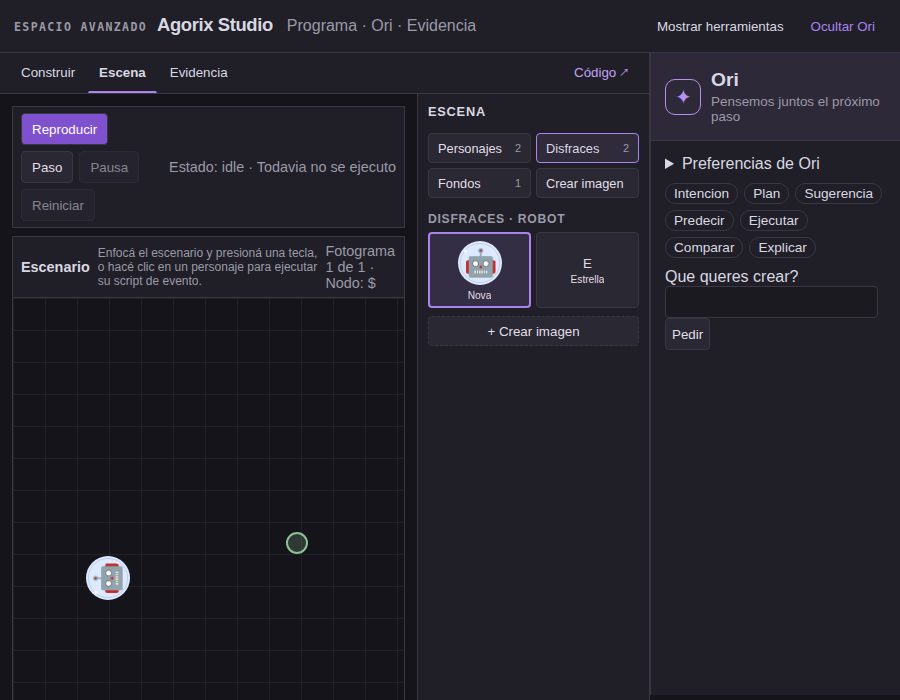 ESPACIO AVANZADO Agorix Studio Programa · Ori · Evidencia Mostrar herramientas Ocultar Ori
Construir Escena Evidencia Código ↗
Reproducir
Paso Pausa Estado: idle · Todavia no se ejecuto
Reiniciar
Escenario
Enfocá el escenario y presioná una tecla,
o hacé clic en un personaje para ejecutar
su script de evento.
Fotograma
1 de 1 ·
Nodo: $
ESCENA
Personajes 2
Disfraces 2
Fondos 1
Crear imagen
DISFRACES · ROBOT
Nova
E
Estrella
+ Crear imagen
Ori
Pensemos juntos el próximo
paso
Preferencias de Ori
Intencion Plan Sugerencia
Predecir Ejecutar
Comparar Explicar
Que queres crear?
Pedir